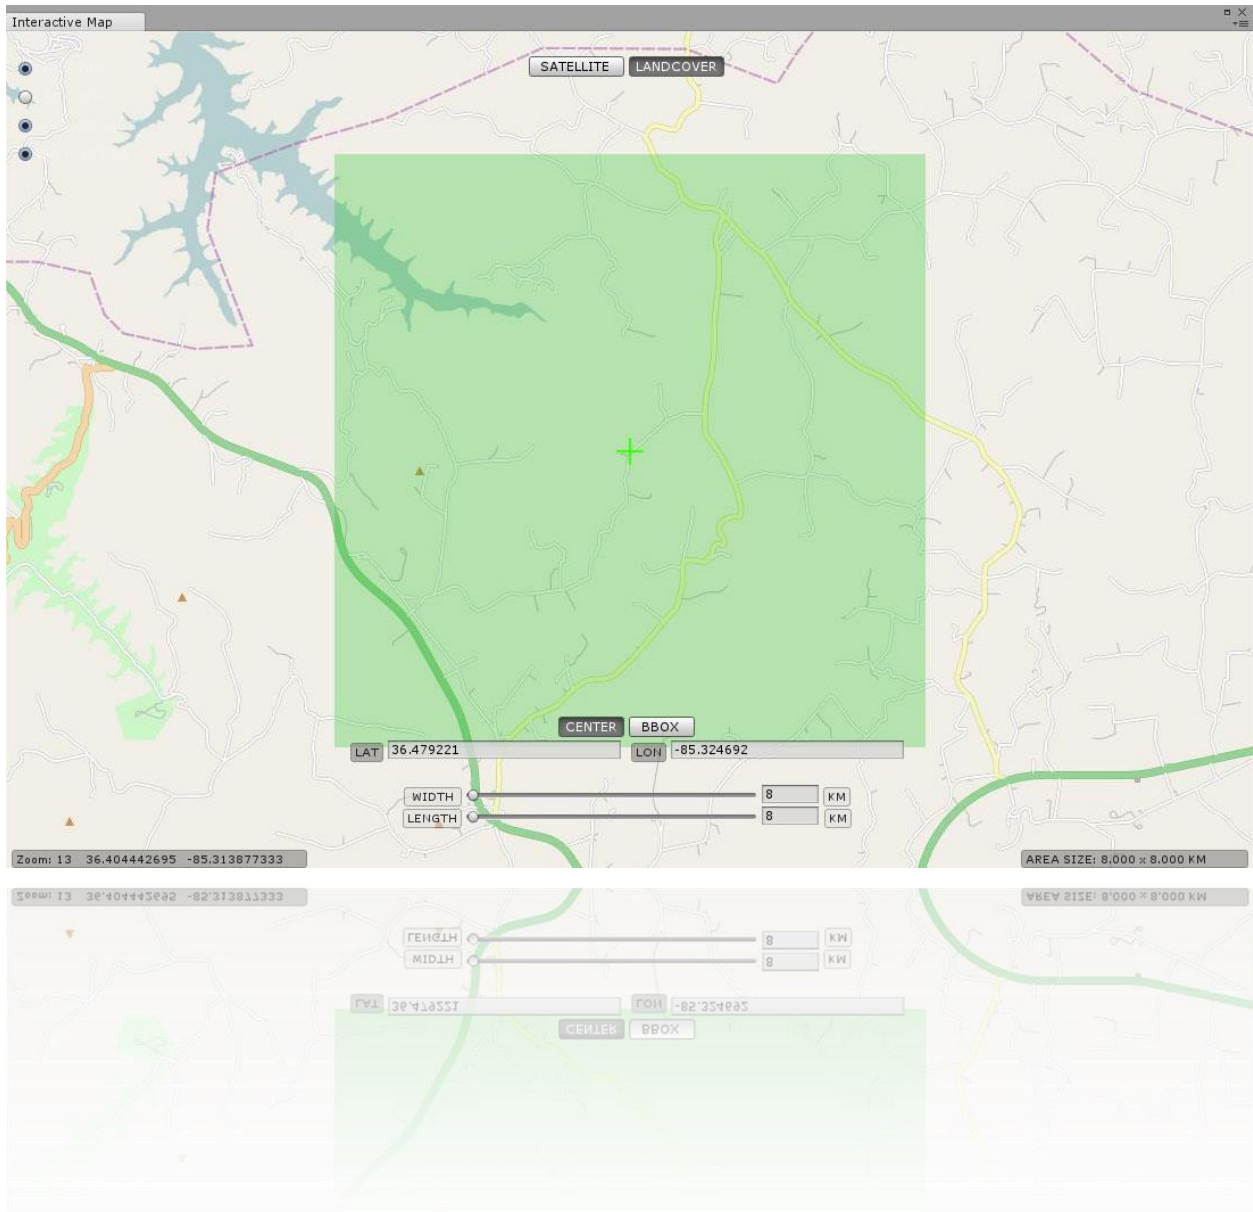 Interactive Map
SATELLITE LANDCOVER
CENTER BBOX
LAT 36.479221 LON -85.324692
WIDTH 8 KM
LENGTH 8 KM
Zoom: 13 36.404442695 -85.313877333 AREA SIZE: 8.000 x 8.000 KM